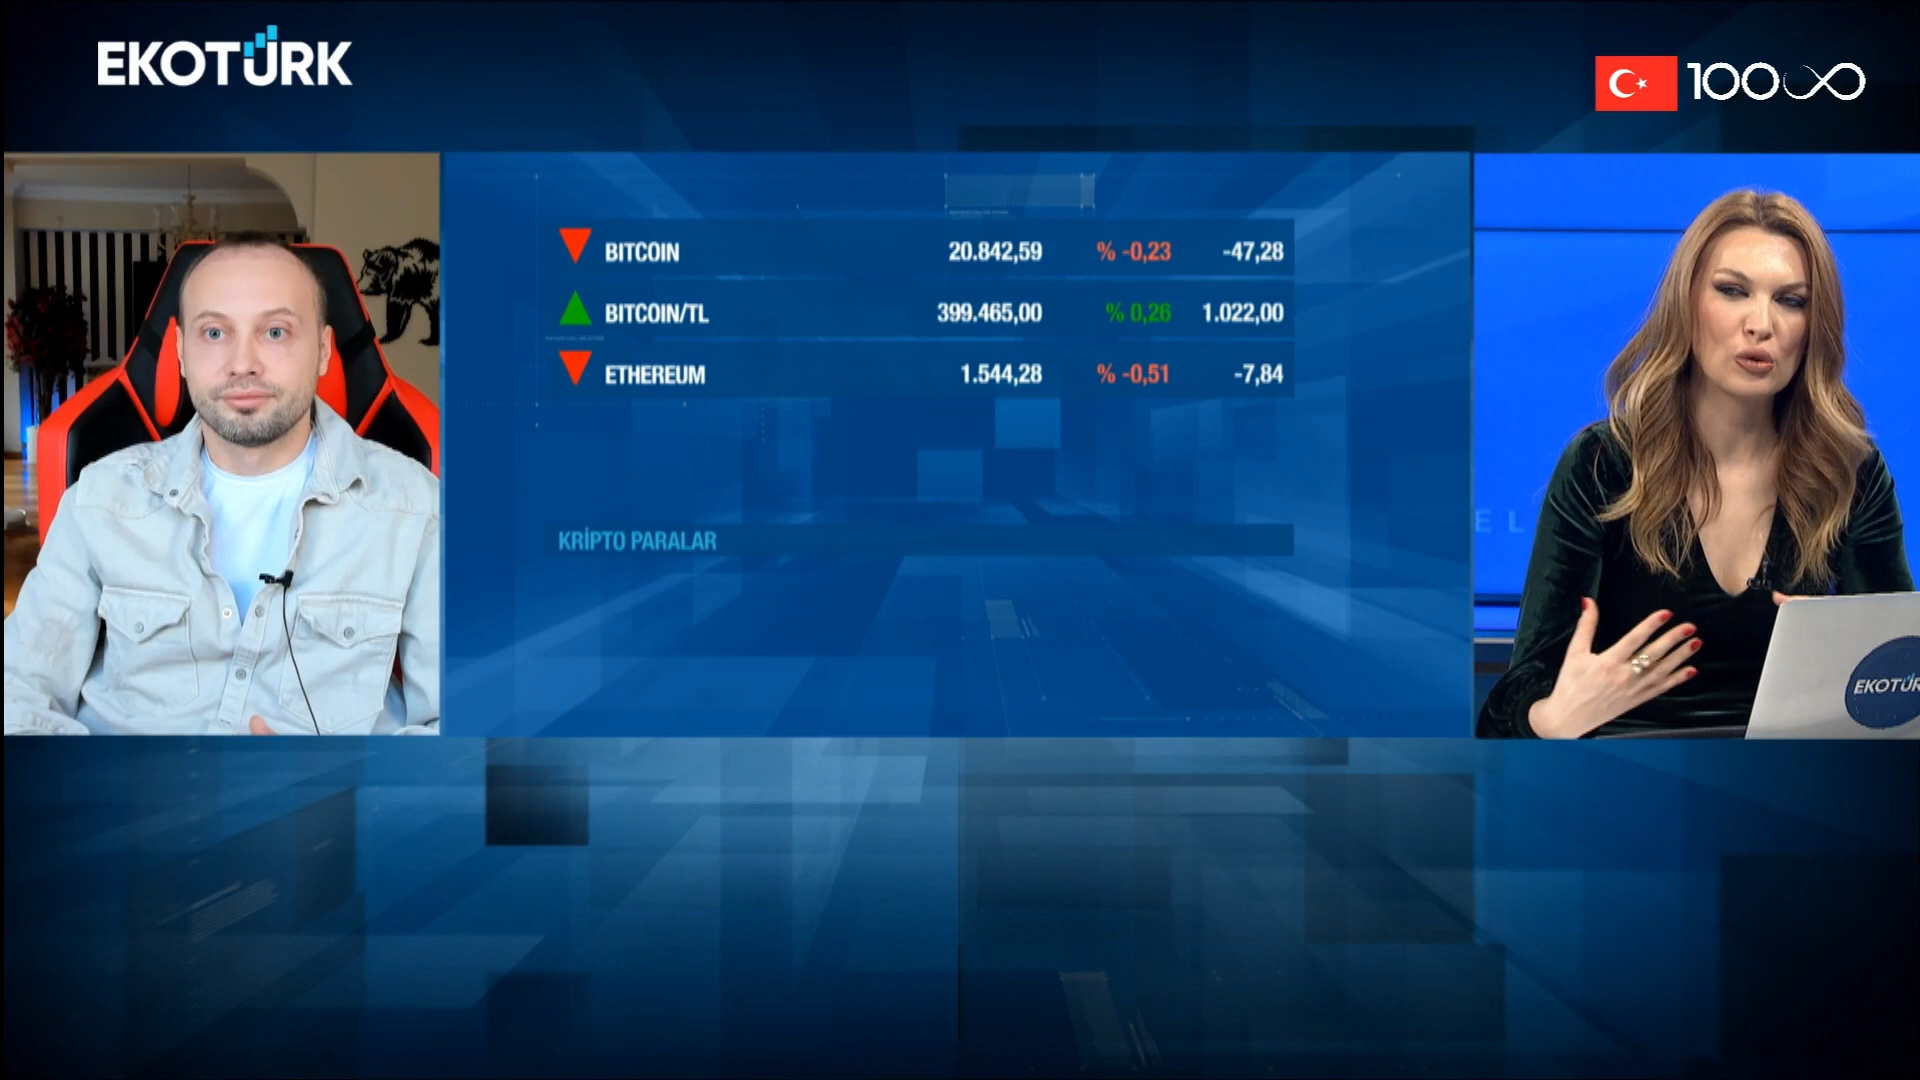 EKOTÜRK
100
BITCOIN 20.842,59 % -0,23 -47,28
BITCOIN/TL 399.465,00 % 0,26 1.022,00
ETHEREUM 1.544,28 % -0,51 -7,84
KRİPTO PARALAR
EL
EKOTÜR